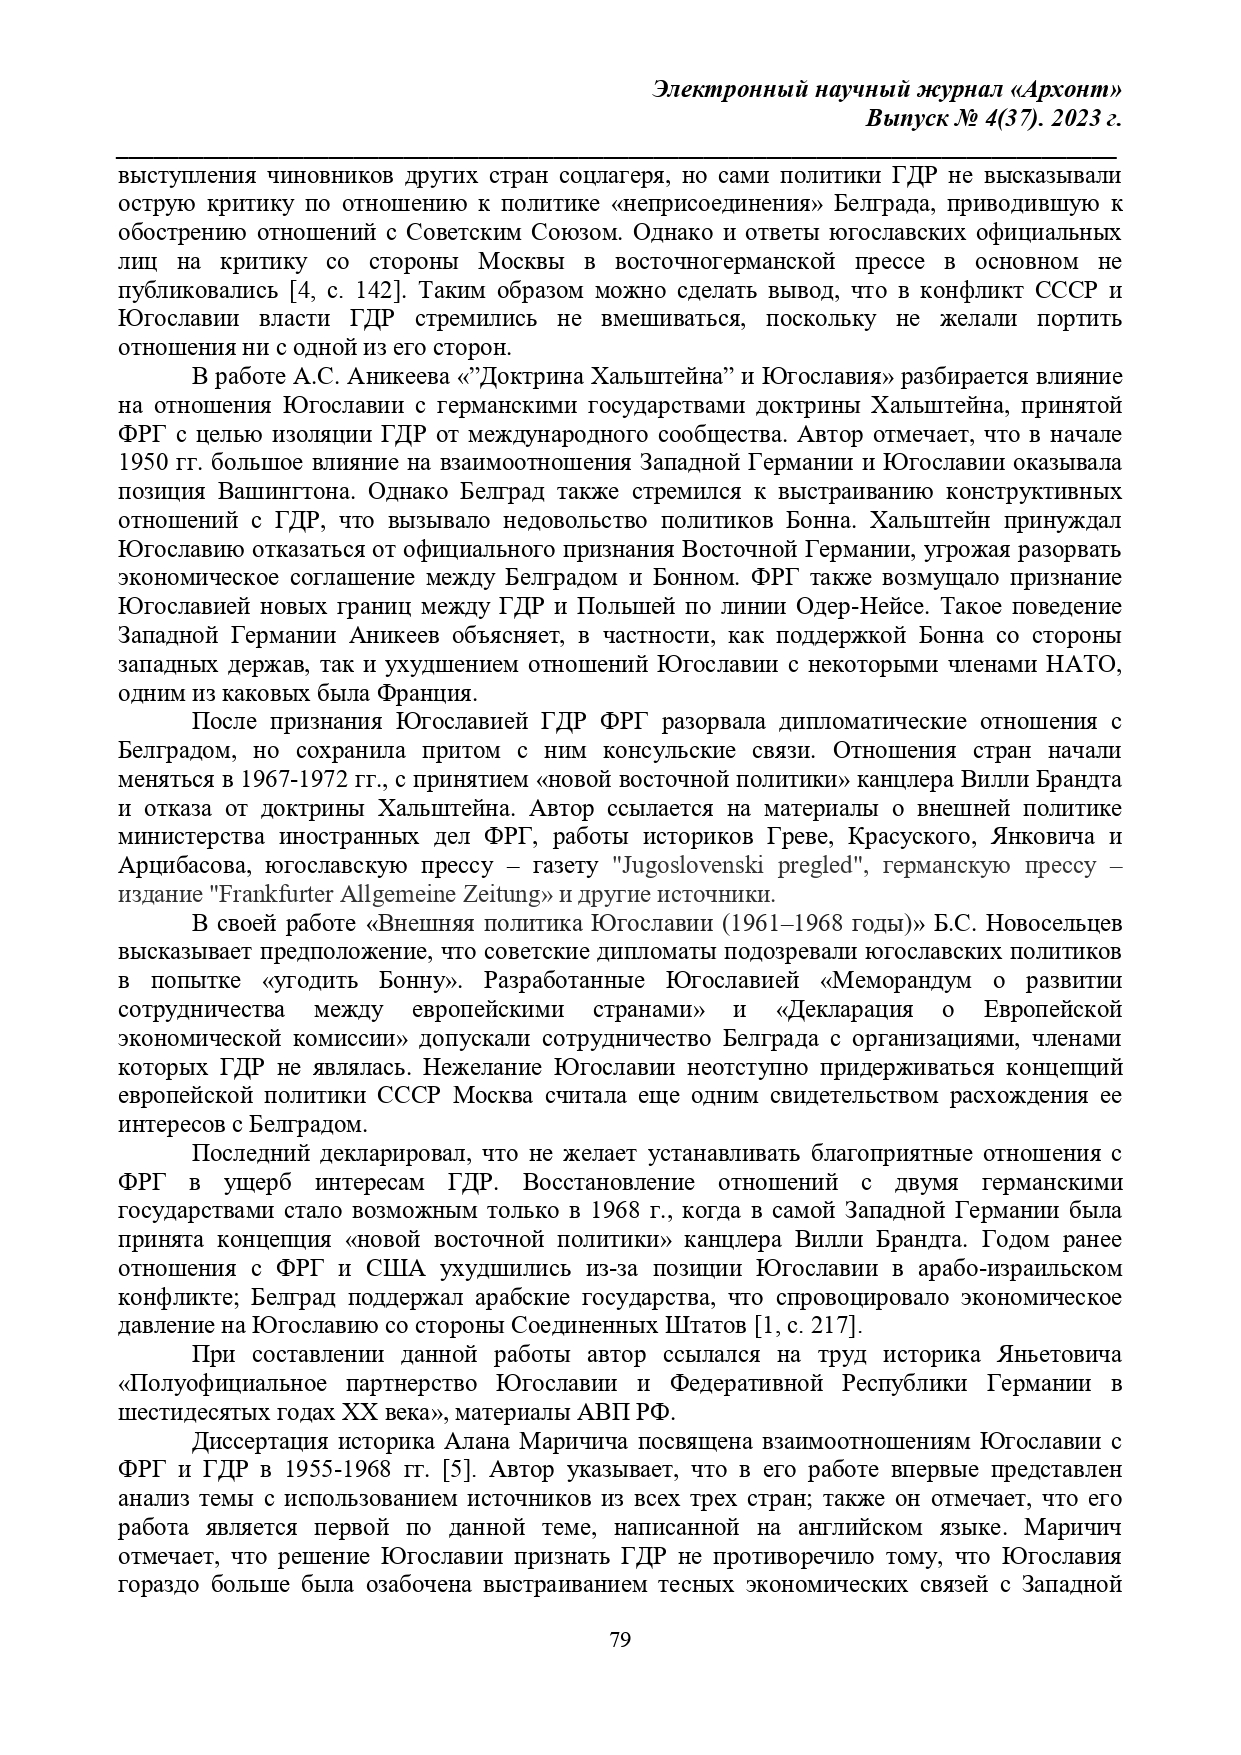 Электронный научный журнал «Архонт»
Выпуск № 4(37). 2023 г.
выступления чиновников других стран соцлагеря, но сами политики ГДР не высказывали
острую критику по отношению к политике «неприсоединения» Белграда, приводившую к
обострению отношений с Советским Союзом. Однако и ответы югославских официальных
лиц на критику со стороны Москвы в восточногерманской прессе в основном не
публиковались [4, с. 142]. Таким образом можно сделать вывод, что в конфликт СССР и
Югославии власти ГДР стремились не вмешиваться, поскольку не желали портить
отношения ни с одной из его сторон.
В работе А.С. Аникеева «”Доктрина Хальштейна” и Югославия» разбирается влияние
на отношения Югославии с германскими государствами доктрины Хальштейна, принятой
ФРГ с целью изоляции ГДР от международного сообщества. Автор отмечает, что в начале
1950 гг. большое влияние на взаимоотношения Западной Германии и Югославии оказывала
позиция Вашингтона. Однако Белград также стремился к выстраиванию конструктивных
отношений с ГДР, что вызывало недовольство политиков Бонна. Хальштейн принуждал
Югославию отказаться от официального признания Восточной Германии, угрожая разорвать
экономическое соглашение между Белградом и Бонном. ФРГ также возмущало признание
Югославией новых границ между ГДР и Польшей по линии Одер-Нейсе. Такое поведение
Западной Германии Аникеев объясняет, в частности, как поддержкой Бонна со стороны
западных держав, так и ухудшением отношений Югославии с некоторыми членами НАТО,
одним из каковых была Франция.
После признания Югославией ГДР ФРГ разорвала дипломатические отношения с
Белградом, но сохранила притом с ним консульские связи. Отношения стран начали
меняться в 1967-1972 гг., с принятием «новой восточной политики» канцлера Вилли Брандта
и отказа от доктрины Хальштейна. Автор ссылается на материалы о внешней политике
министерства иностранных дел ФРГ, работы историков Греве, Красуского, Янковича и
Арцибасова, югославскую прессу – газету "Jugoslovenski pregled", германскую прессу –
издание "Frankfurter Allgemeine Zeitung» и другие источники.
В своей работе «Внешняя политика Югославии (1961–1968 годы)» Б.С. Новосельцев
высказывает предположение, что советские дипломаты подозревали югославских политиков
в попытке «угодить Бонну». Разработанные Югославией «Меморандум о развитии
сотрудничества между европейскими странами» и «Декларация о Европейской
экономической комиссии» допускали сотрудничество Белграда с организациями, членами
которых ГДР не являлась. Нежелание Югославии неотступно придерживаться концепций
европейской политики СССР Москва считала еще одним свидетельством расхождения ее
интересов с Белградом.
Последний декларировал, что не желает устанавливать благоприятные отношения с
ФРГ в ущерб интересам ГДР. Восстановление отношений с двумя германскими
государствами стало возможным только в 1968 г., когда в самой Западной Германии была
принята концепция «новой восточной политики» канцлера Вилли Брандта. Годом ранее
отношения с ФРГ и США ухудшились из-за позиции Югославии в арабо-израильском
конфликте; Белград поддержал арабские государства, что спровоцировало экономическое
давление на Югославию со стороны Соединенных Штатов [1, с. 217].
При составлении данной работы автор ссылался на труд историка Яньетовича
«Полуофициальное партнерство Югославии и Федеративной Республики Германии в
шестидесятых годах XX века», материалы АВП РФ.
Диссертация историка Алана Маричича посвящена взаимоотношениям Югославии с
ФРГ и ГДР в 1955-1968 гг. [5]. Автор указывает, что в его работе впервые представлен
анализ темы с использованием источников из всех трех стран; также он отмечает, что его
работа является первой по данной теме, написанной на английском языке. Маричич
отмечает, что решение Югославии признать ГДР не противоречило тому, что Югославия
гораздо больше была озабочена выстраиванием тесных экономических связей с Западной
79